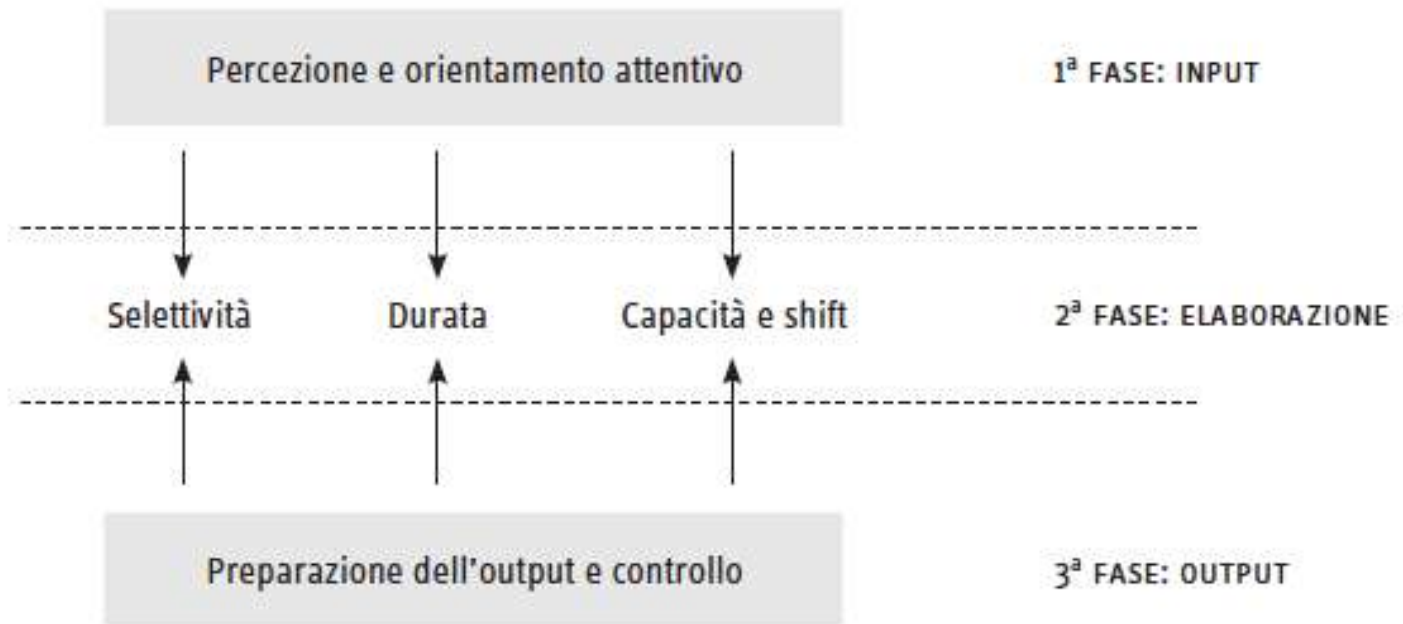 Percezione e orientamento attentivo 1ª FASE: INPUT
Selettività Durata Capacità e shift 2ª FASE: ELABORAZIONE
Preparazione dell'output e controllo 3ª FASE: OUTPUT